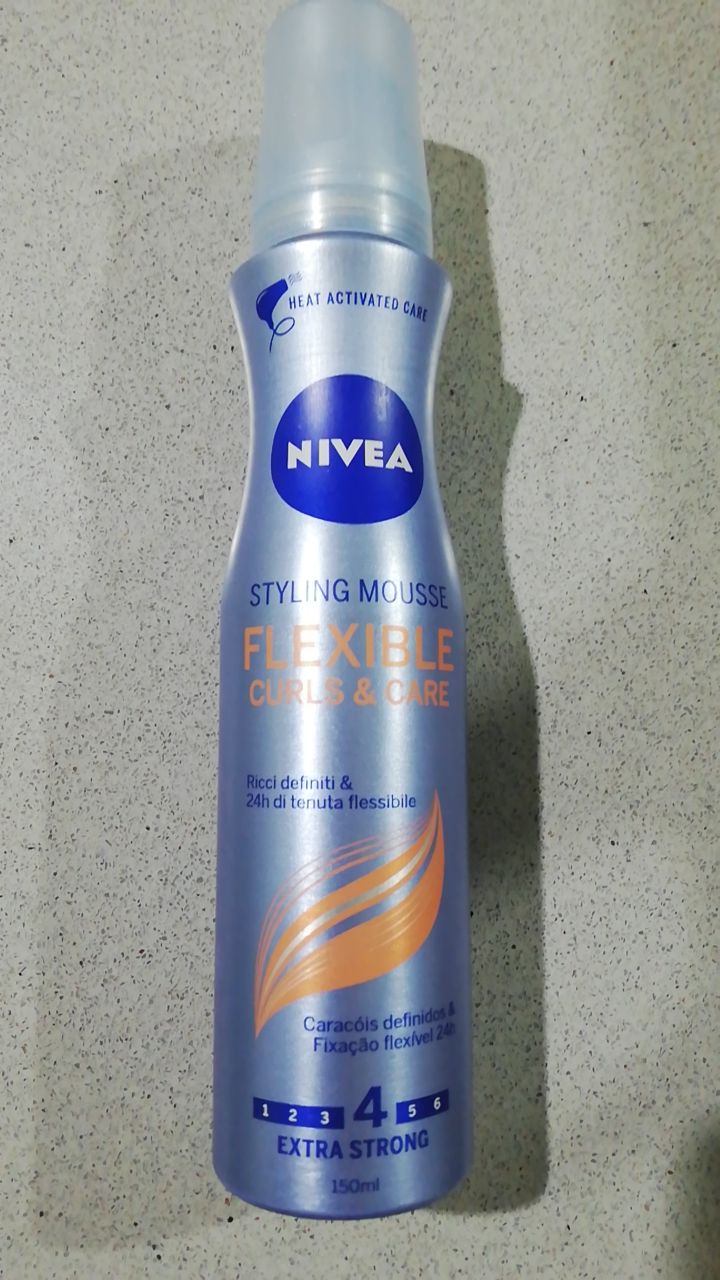 HEAT ACTIVATED CARE
NIVEA
STYLING MOUSSE
FLEXIBLE
CURLS & CARE
Ricci definiti &
24h di tenuta flessibile
Caracóis definidos &
Fixação flexível 24h
1 2 3 4 5 6
EXTRA STRONG
150ml